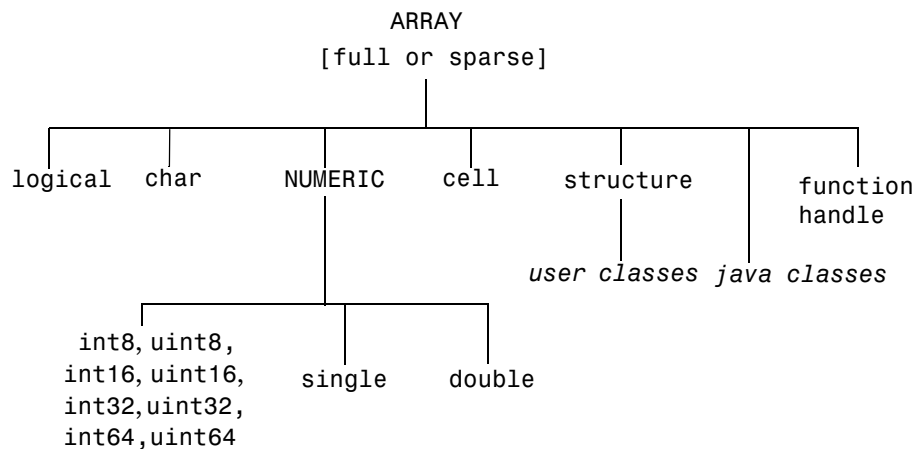 ARRAY
[full or sparse]
logical char NUMERIC cell structure function
handle
user classes java classes
int8, uint8,
int16, uint16,
int32, uint32,
int64, uint64
single double